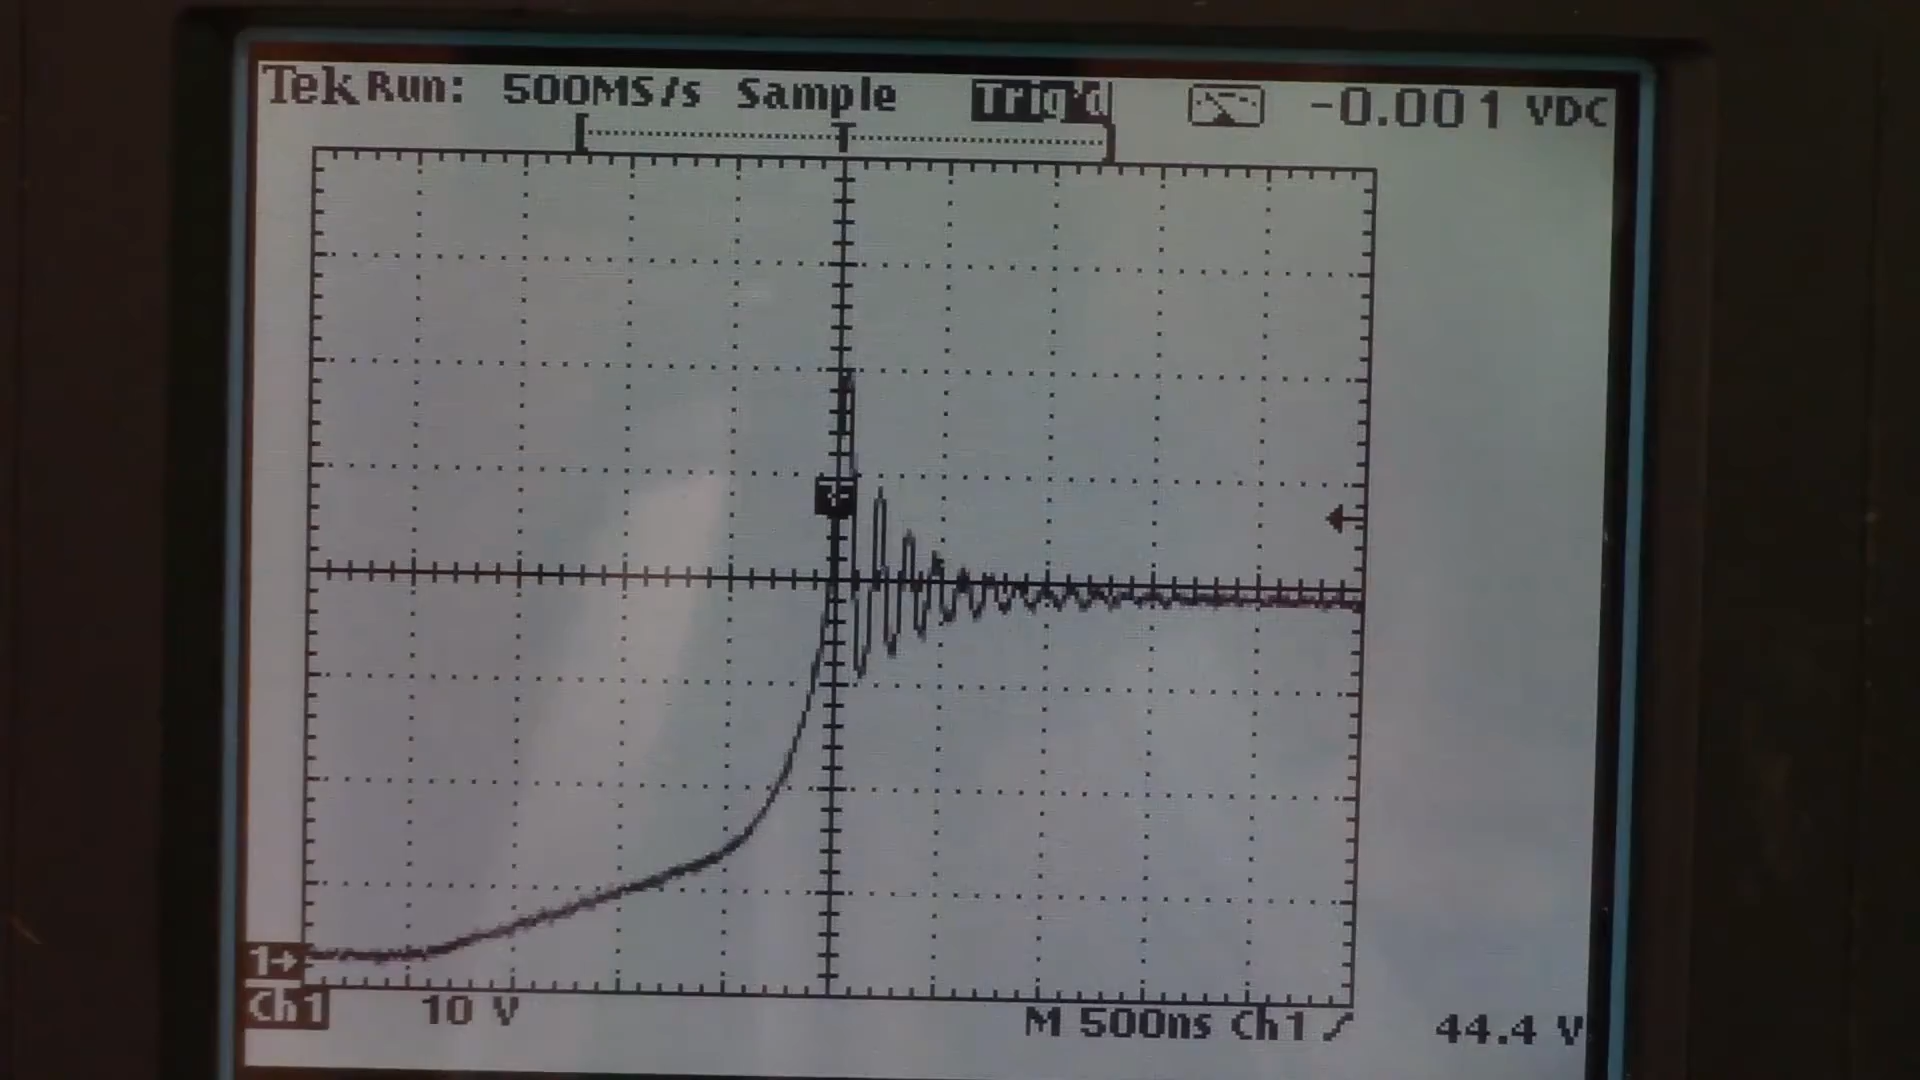 Tek Run: 500MS/s Sample Trig'd -0.001 VDC
T
T
1→
Ch1 10 V M 500ns Ch1 44.4 V